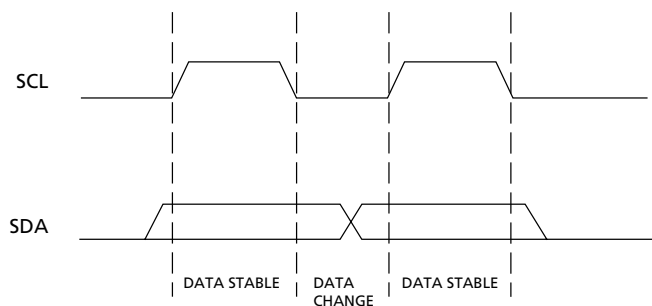 SCL
SDA
DATA STABLE
DATA
CHANGE
DATA STABLE